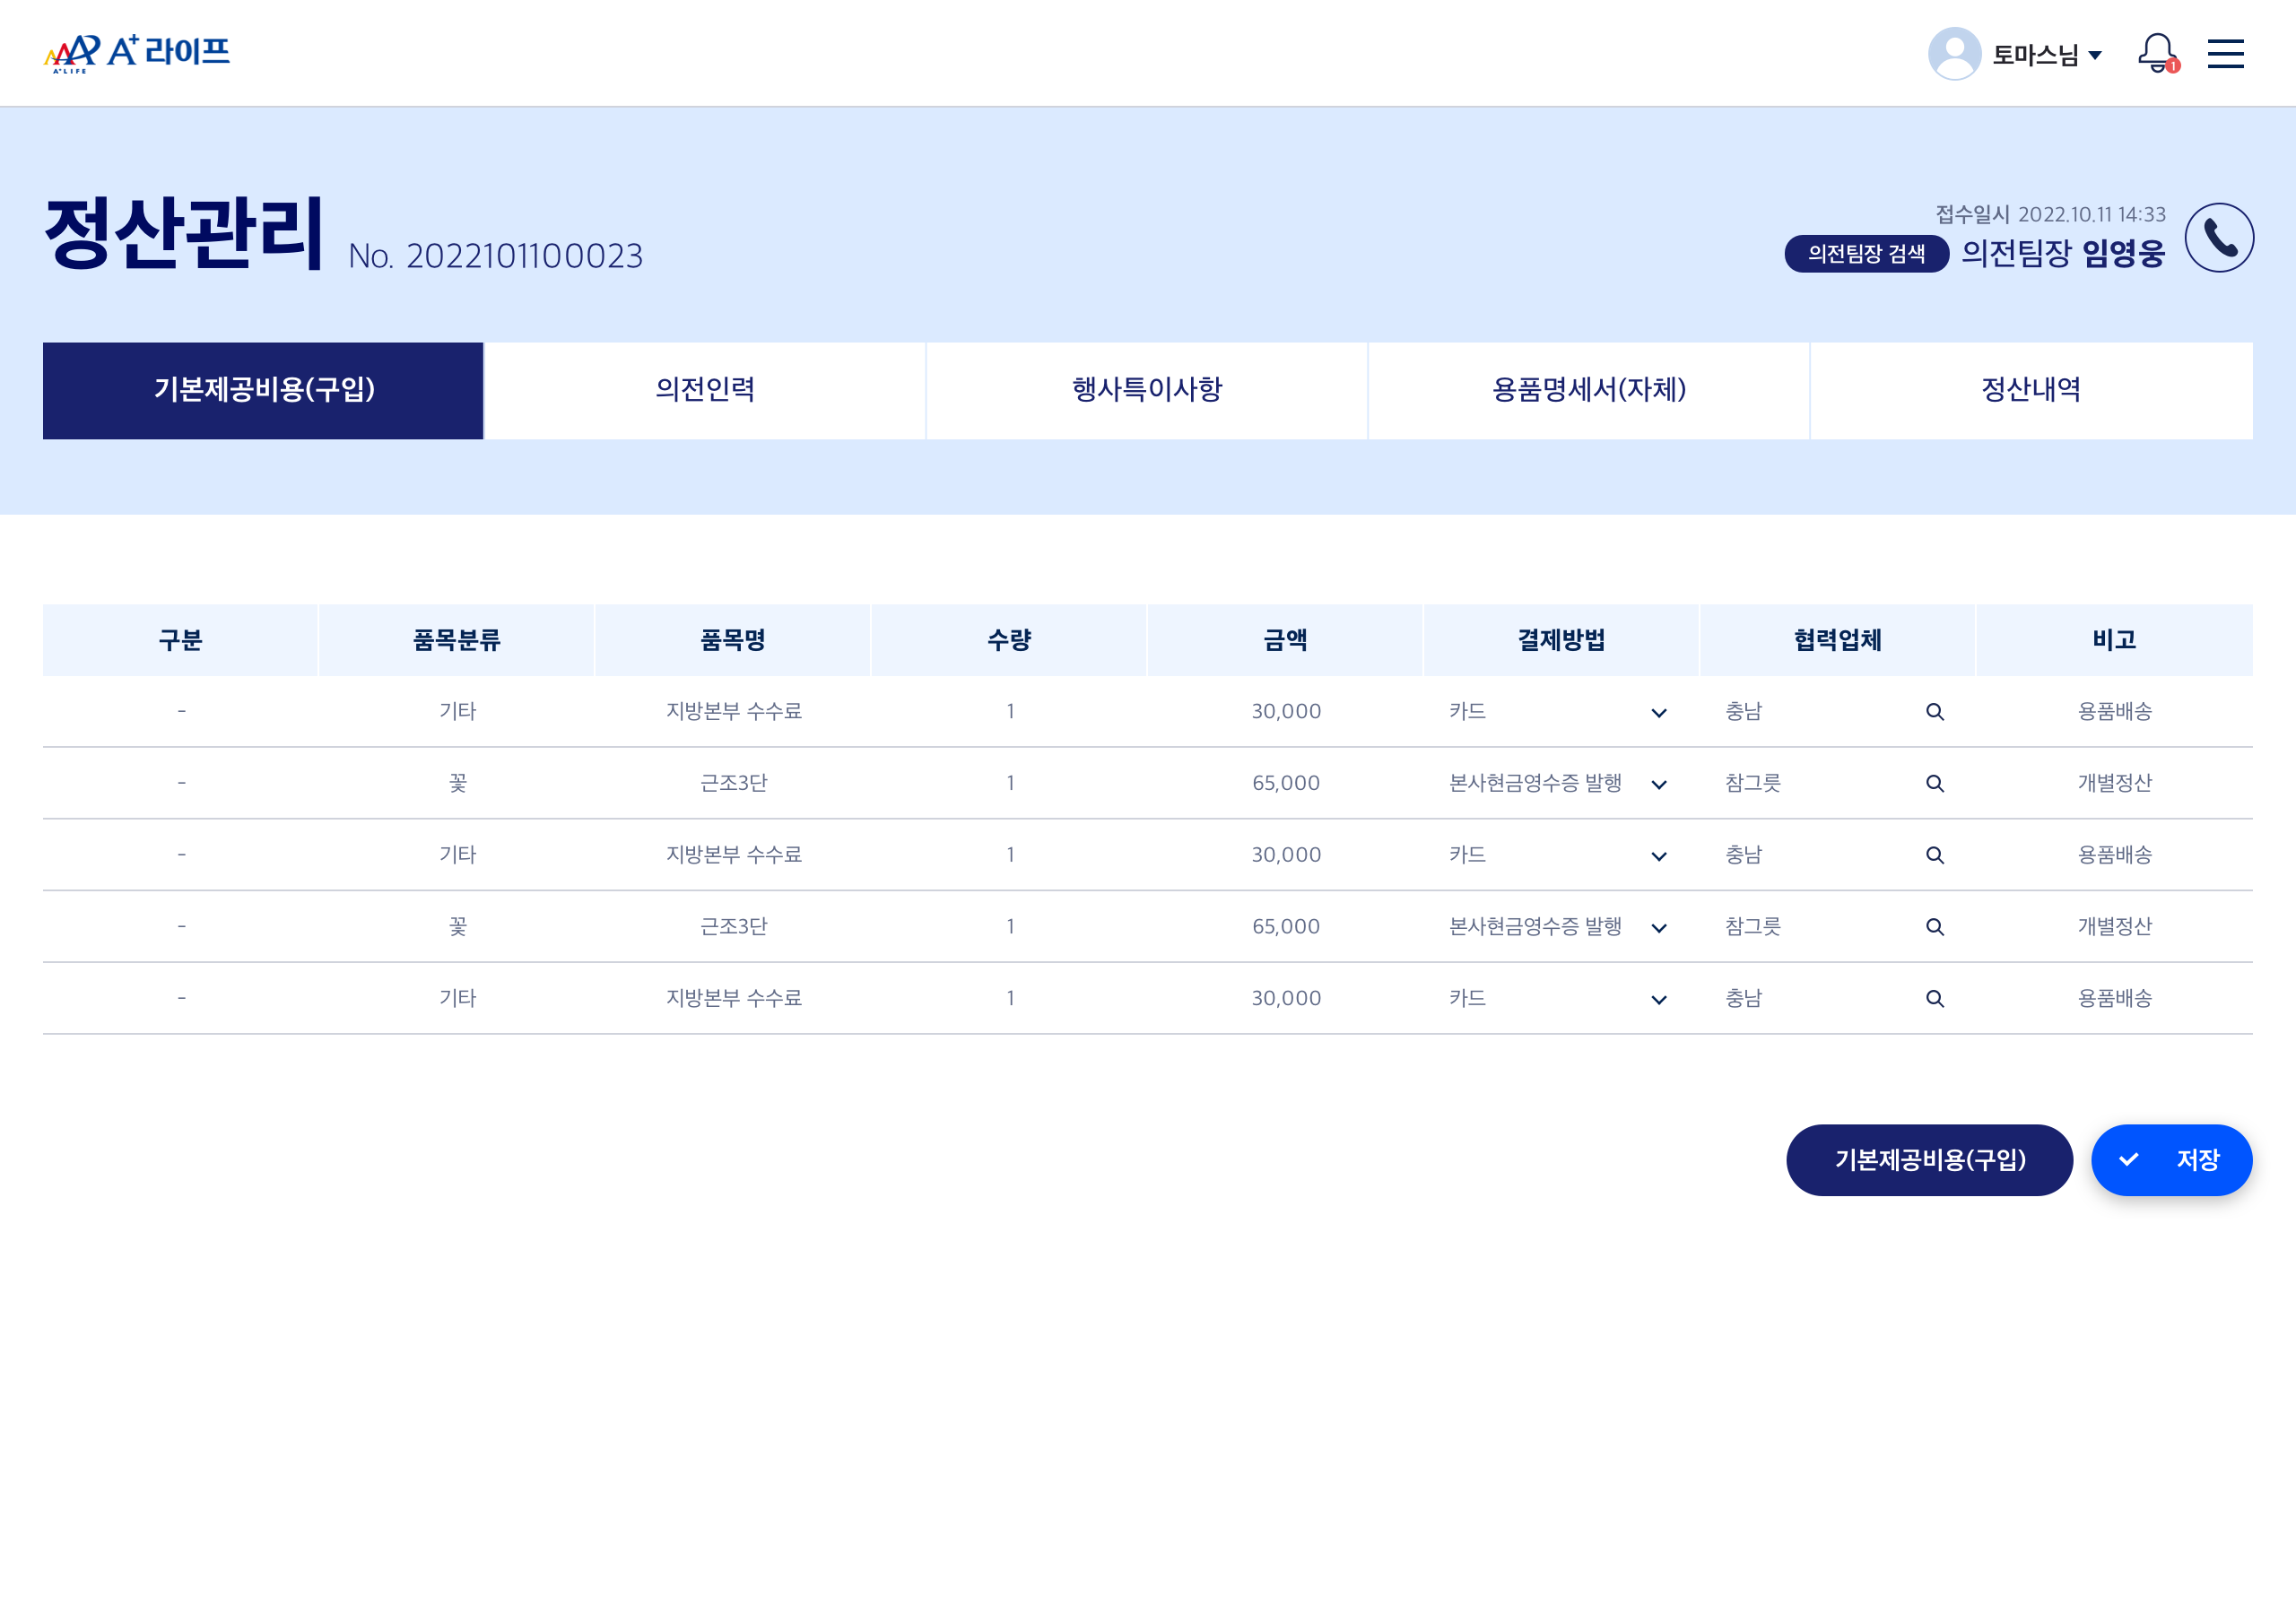 A+LIFE
A+ 라이프
토마스님
1
정산관리 No. 2022101100023
접수일시 2022.10.11 14:33
의전팀장 검색 의전팀장 임영웅
기본제공비용(구입) 의전인력 행사특이사항 용품명세서(자체) 정산내역
구분 품목분류 품목명 수량 금액 결제방법 협력업체 비고
- 기타 지방본부 수수료 1 30,000 카드 충남 용품배송
- 꽃 근조3단 1 65,000 본사현금영수증 발행 참그릇 개별정산
- 기타 지방본부 수수료 1 30,000 카드 충남 용품배송
- 꽃 근조3단 1 65,000 본사현금영수증 발행 참그릇 개별정산
- 기타 지방본부 수수료 1 30,000 카드 충남 용품배송
기본제공비용(구입) 저장